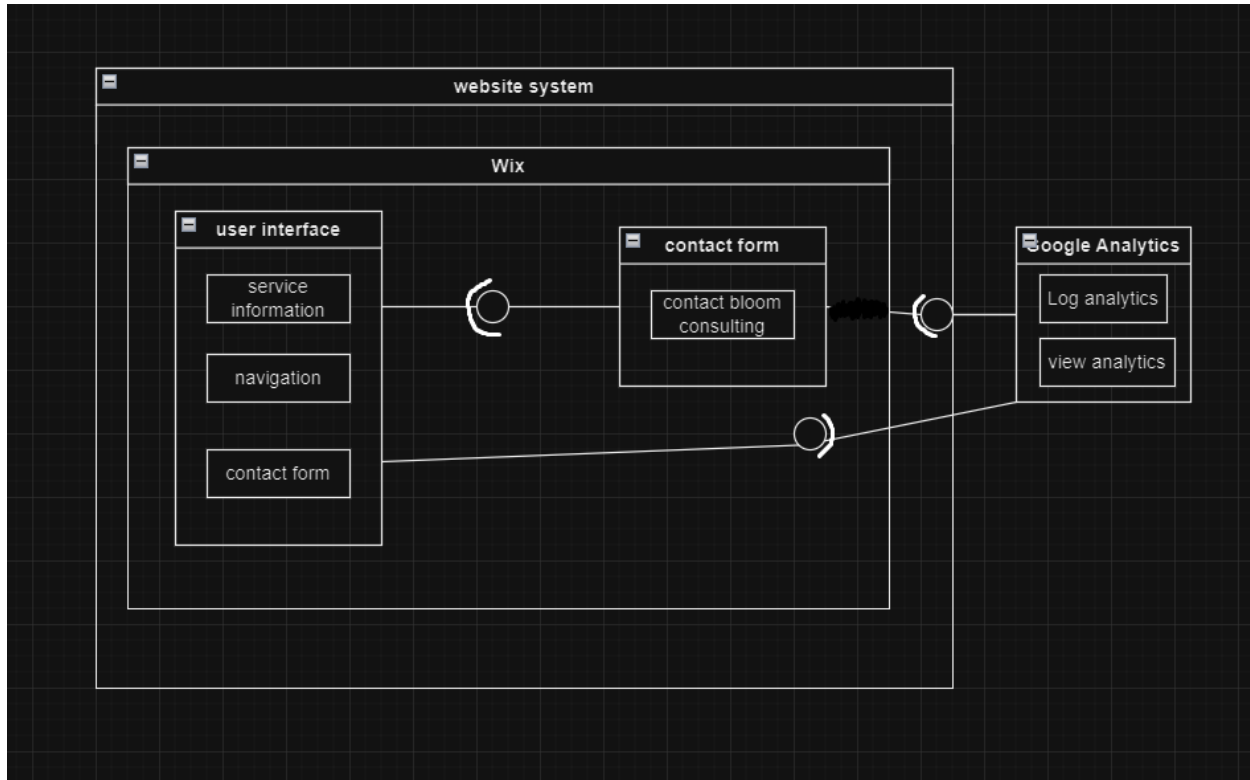 website system
Wix
user interface
service
information
navigation
contact form
contact form
contact bloom
consulting
Google Analytics
Log analytics
view analytics